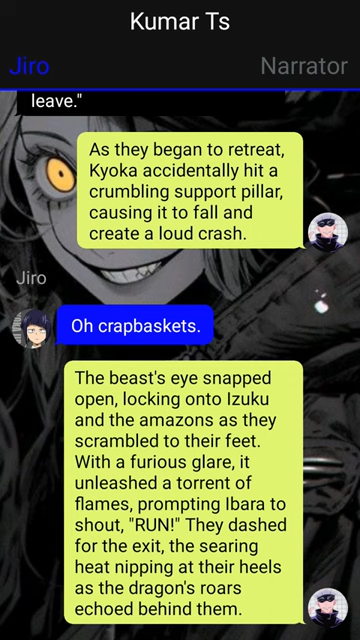 Kumar Ts
Jiro
Narrator
leave."
As they began to retreat,
Kyoka accidentally hit a
crumbling support pillar,
causing it to fall and
create a loud crash.
Jiro
Oh crapbaskets.
The beast's eye snapped
open, locking onto Izuku
and the amazons as they
scrambled to their feet.
With a furious glare, it
unleashed a torrent of
flames, prompting Ibara to
shout, "RUN!" They dashed
for the exit, the searing
heat nipping at their heels
as the dragon's roars
echoed behind them.